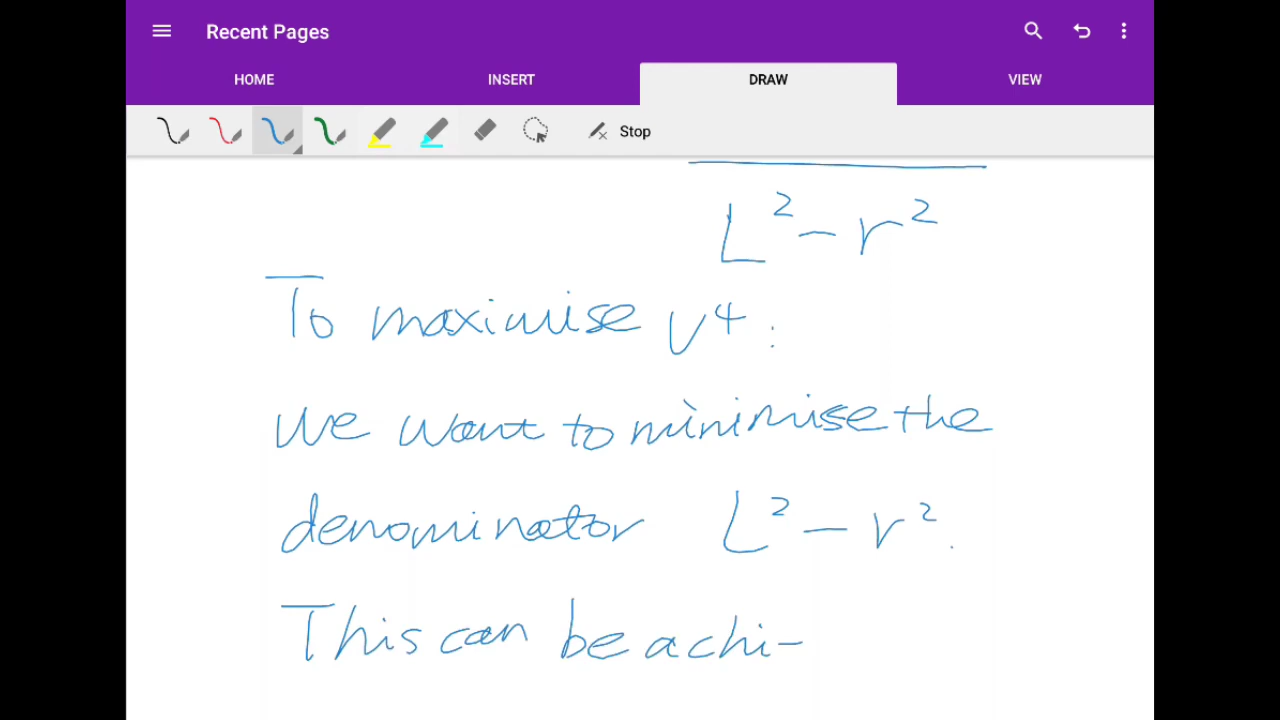 Recent Pages
HOME INSERT DRAW VIEW
Stop
L² − r²
To maximise v⁴:
we want to minimise the
denominator L² − r².
This can be achi-